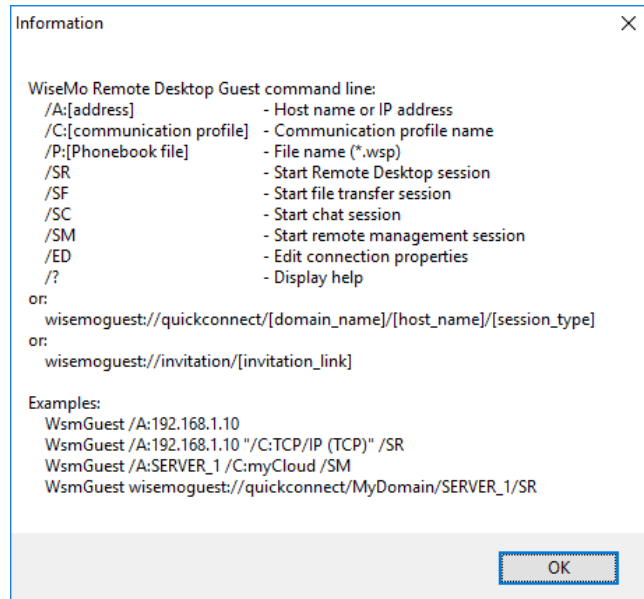 Information
WiseMo Remote Desktop Guest command line:
/A:[address] - Host name or IP address
/C:[communication profile] - Communication profile name
/P:[Phonebook file] - File name (*.wsp)
/SR - Start Remote Desktop session
/SF - Start file transfer session
/SC - Start chat session
/SM - Start remote management session
/ED - Edit connection properties
/? - Display help
or:
wisemoguest://quickconnect/[domain_name]/[host_name]/[session_type]
or:
wisemoguest://invitation/[invitation_link]
Examples:
WsmGuest /A:192.168.1.10
WsmGuest /A:192.168.1.10 "/C:TCP/IP (TCP)" /SR
WsmGuest /A:SERVER_1 /C:myCloud /SM
WsmGuest wisemoguest://quickconnect/MyDomain/SERVER_1/SR
OK